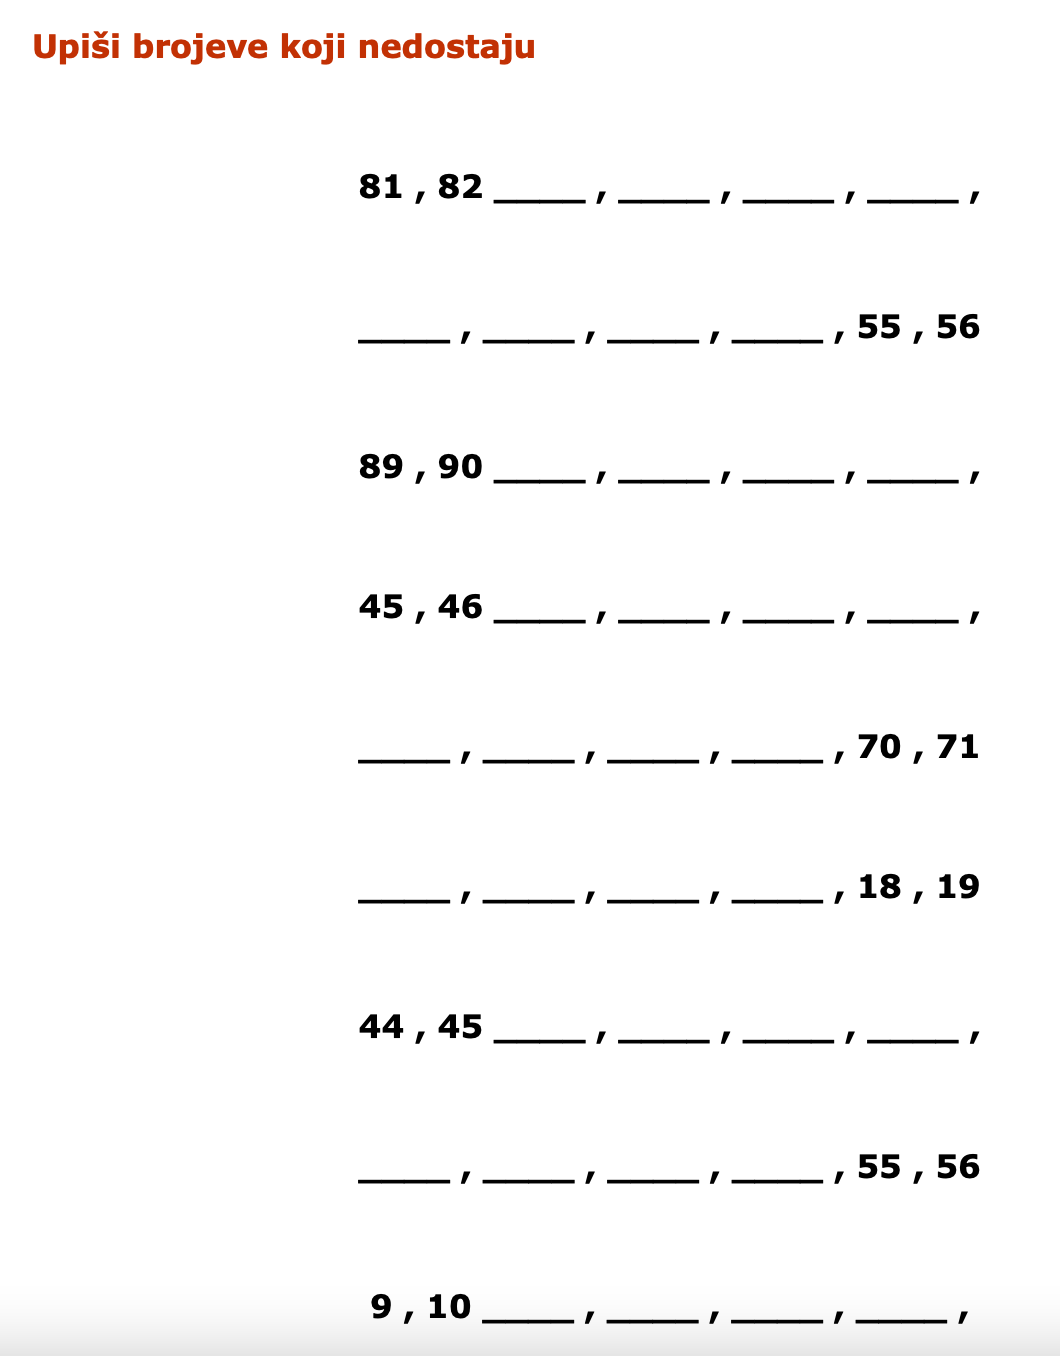 Upiši brojeve koji nedostaju
81 , 82 ____ , ____ , ____ , ____ ,
____ , ____ , ____ , ____ , 55 , 56
89 , 90 ____ , ____ , ____ , ____ ,
45 , 46 ____ , ____ , ____ , ____ ,
____ , ____ , ____ , ____ , 70 , 71
____ , ____ , ____ , ____ , 18 , 19
44 , 45 ____ , ____ , ____ , ____ ,
____ , ____ , ____ , ____ , 55 , 56
9 , 10 ____ , ____ , ____ , ____ ,